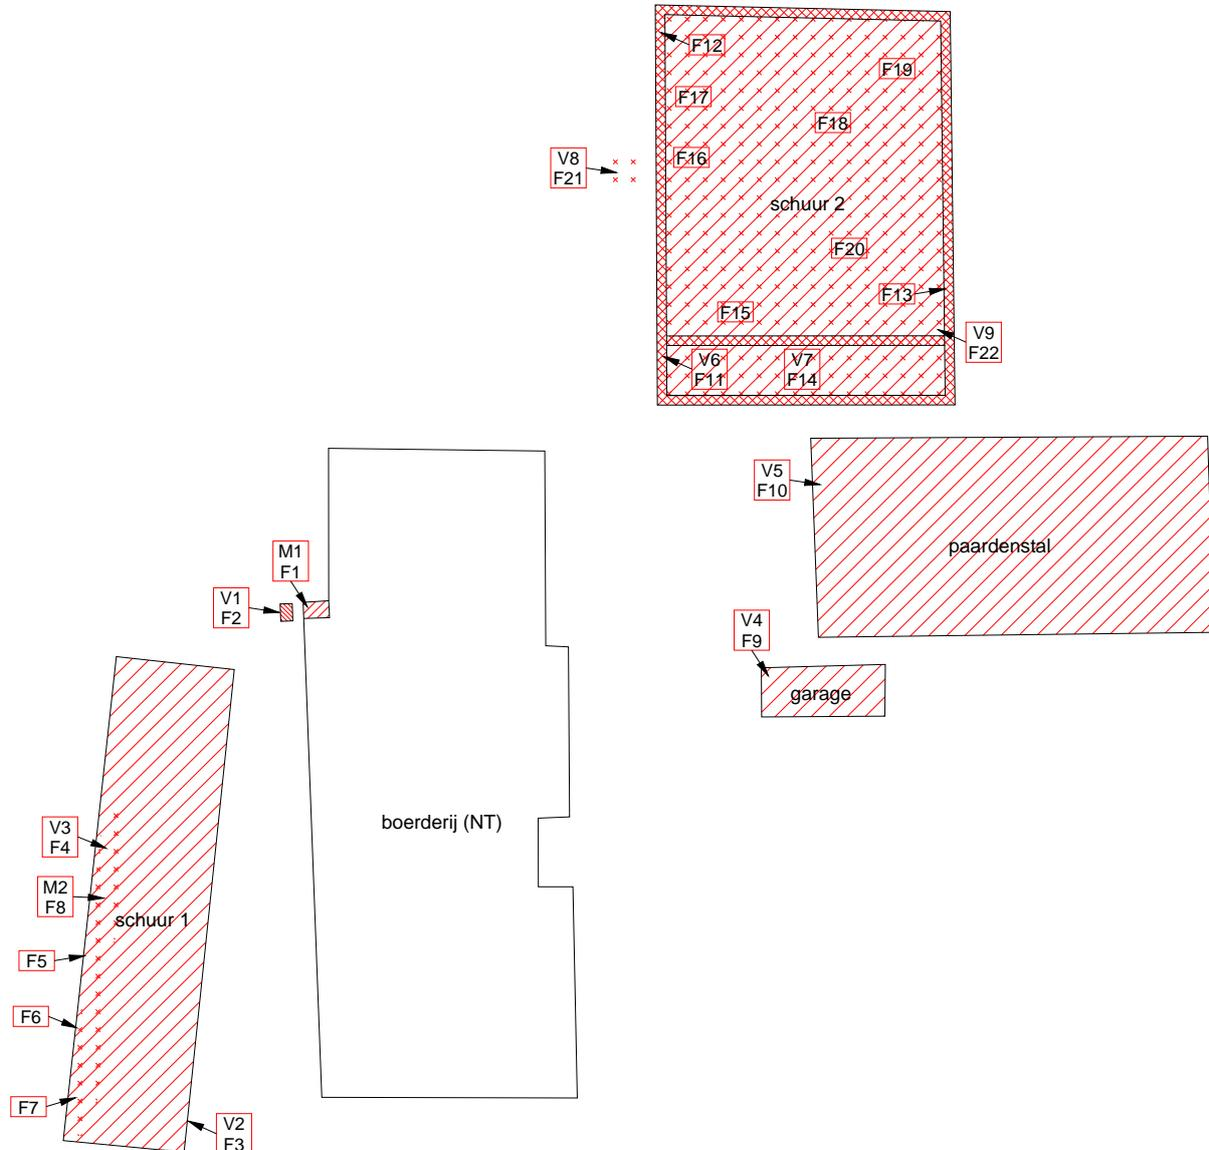 F12
F19
F17
F18
V8
F21
F16
schuur 2
F20
F13
F15
V9
F22
V6
F11
V7
F14
V5
F10
paardenstal
M1
F1
V1
F2
V4
F9
garage
V3
F4
boerderij (NT)
M2
F8
schuur 1
F5
F6
F7
V2
F3